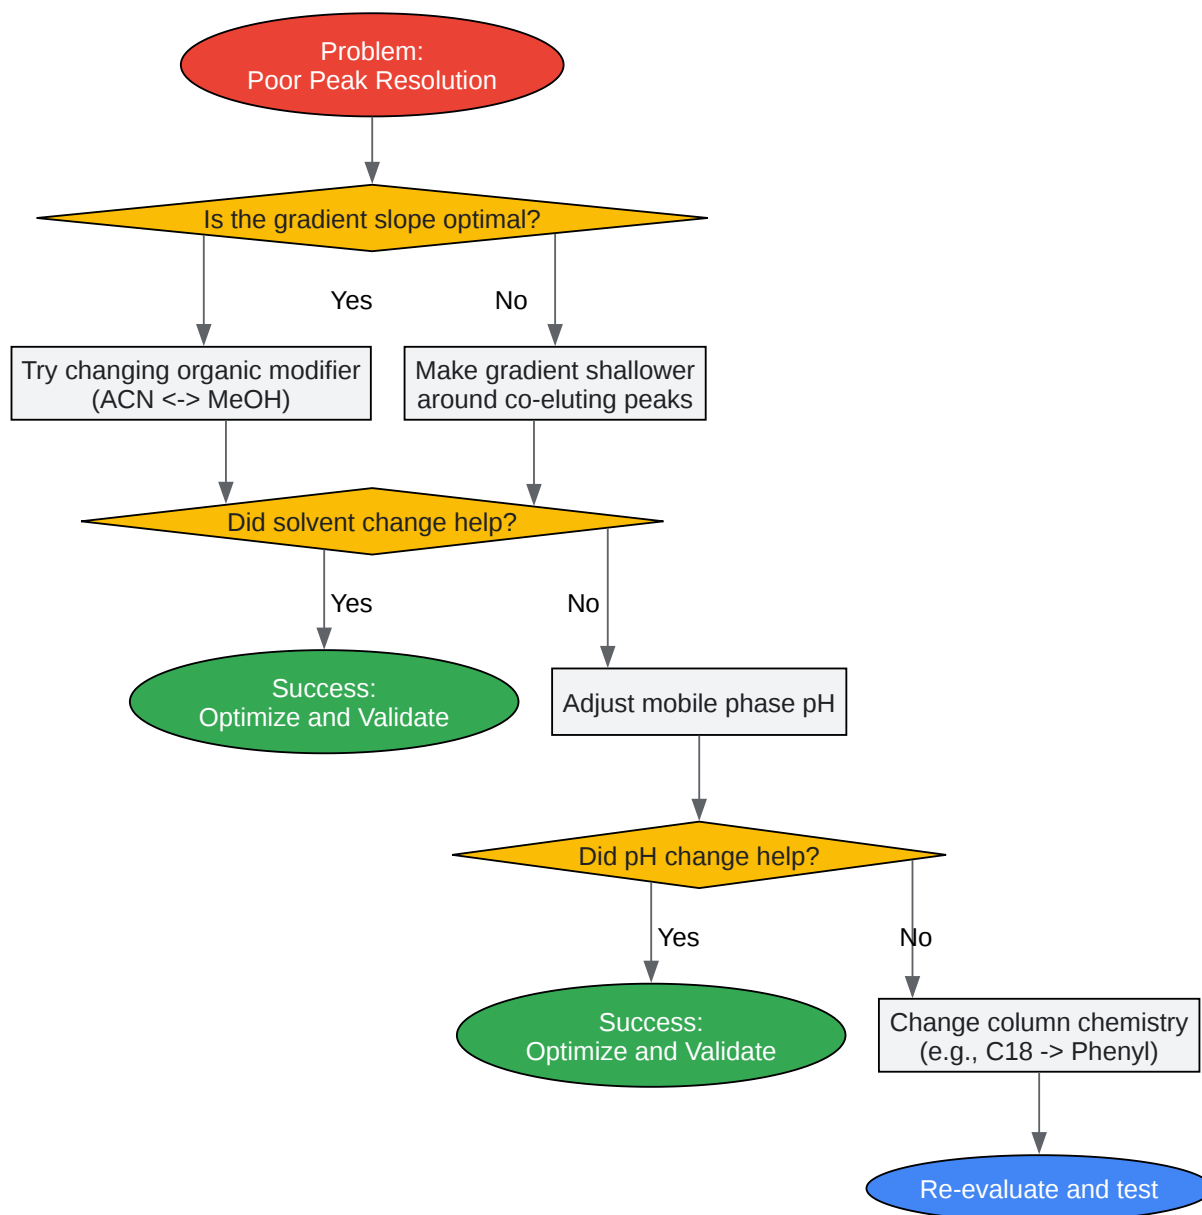 Problem:
Poor Peak Resolution
Is the gradient slope optimal?
Yes
No
Try changing organic modifier
(ACN <-> MeOH)
Make gradient shallower
around co-eluting peaks
Did solvent change help?
Yes
No
Success:
Optimize and Validate
Adjust mobile phase pH
Did pH change help?
Yes
No
Success:
Optimize and Validate
Change column chemistry
(e.g., C18 -> Phenyl)
Re-evaluate and test